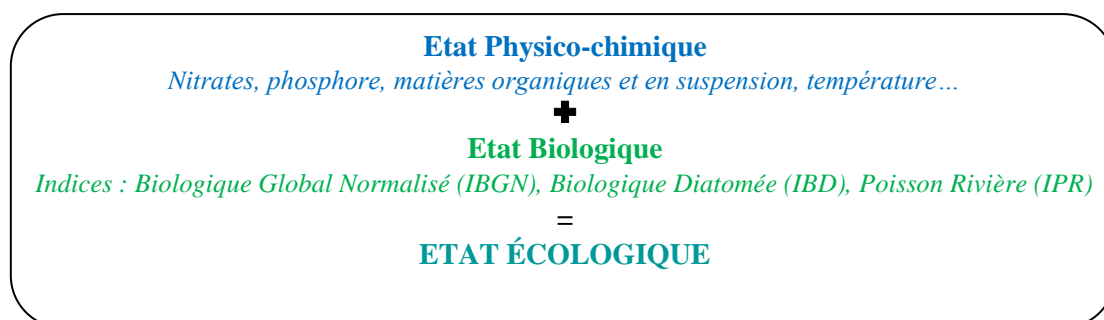 Etat Physico-chimique
Nitrates, phosphore, matières organiques et en suspension, température…
+
Etat Biologique
Indices : Biologique Global Normalisé (IBGN), Biologique Diatomée (IBD), Poisson Rivière (IPR)
=
ETAT ÉCOLOGIQUE